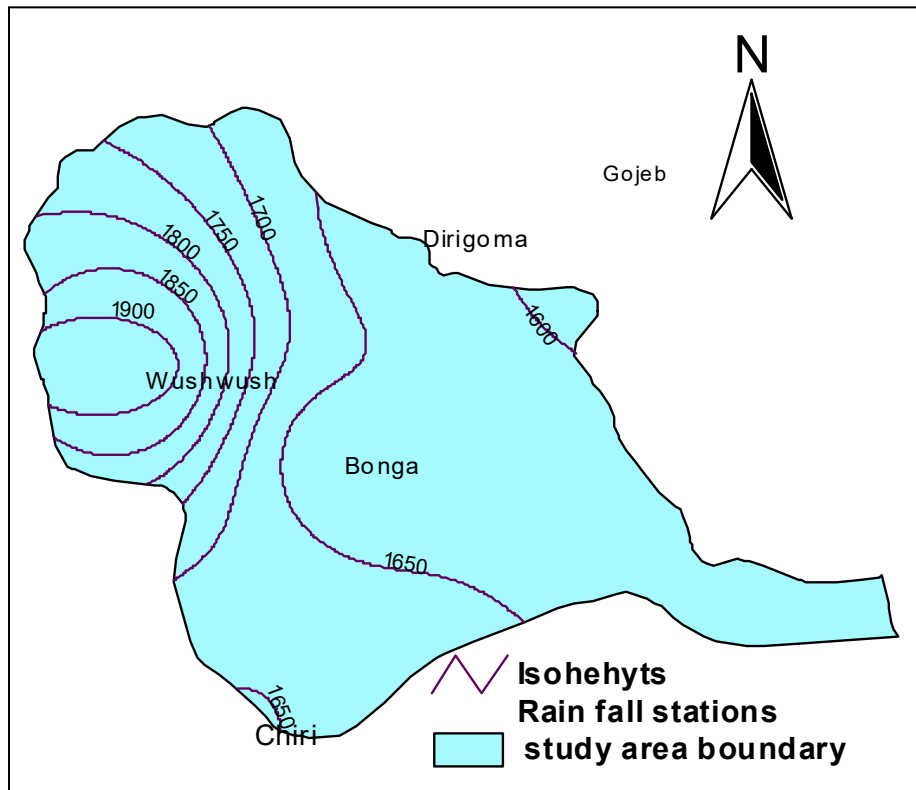 N
Gojeb
1700
1750
1800
Dirigoma
1850
1900
1600
Wushwush
Bonga
1650
Isohehyts
1650
Rain fall stations
Chiri
study area boundary